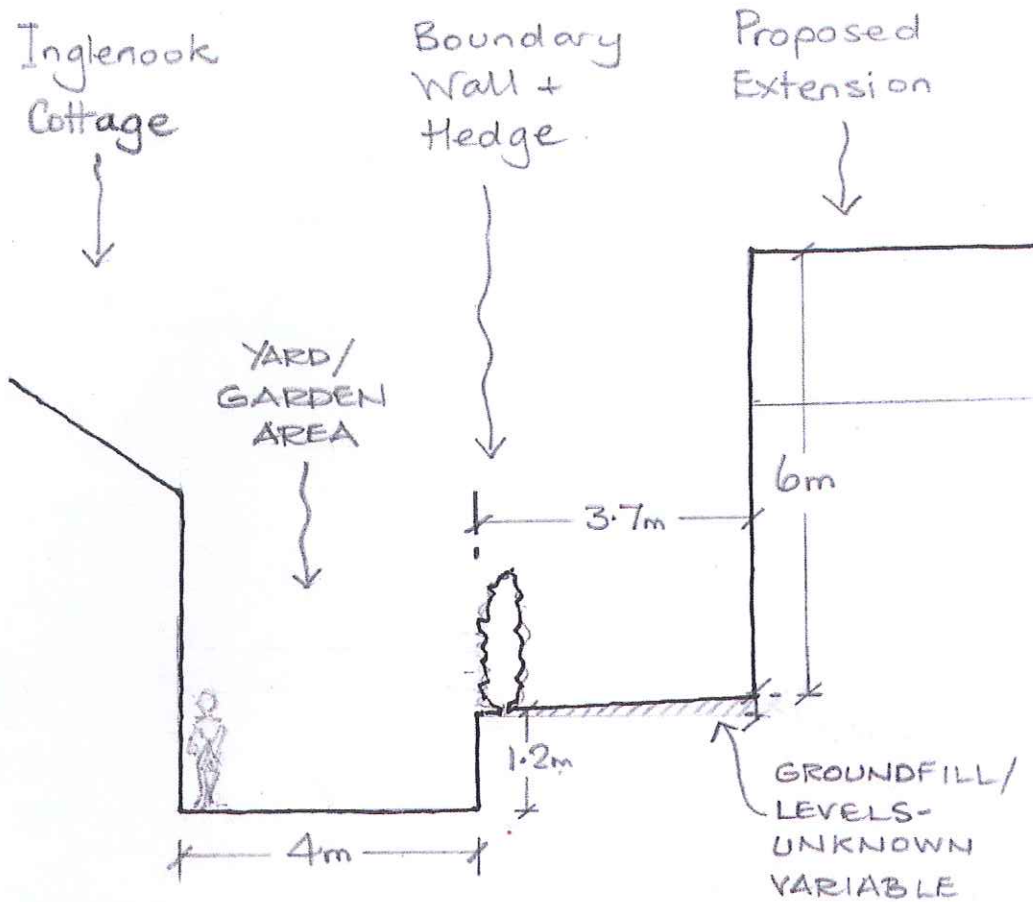 Inglenook
Cottage
Boundary
Wall +
Hedge
Proposed
Extension
YARD/
GARDEN
AREA
3.7m
6m
1.2m
4m
GROUNDFILL/
LEVELS-
UNKNOWN
VARIABLE